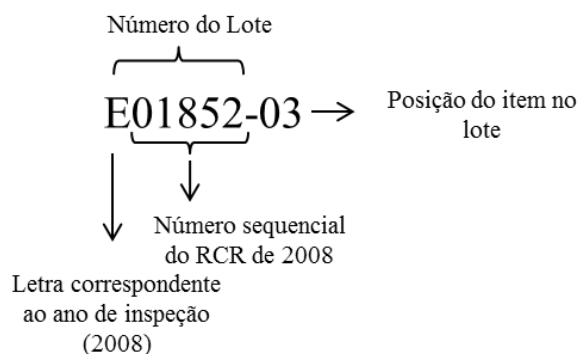 Número do Lote
E01852-03
Posição do item no
lote
Número sequencial
do RCR de 2008
Letra correspondente
ao ano de inspeção
(2008)